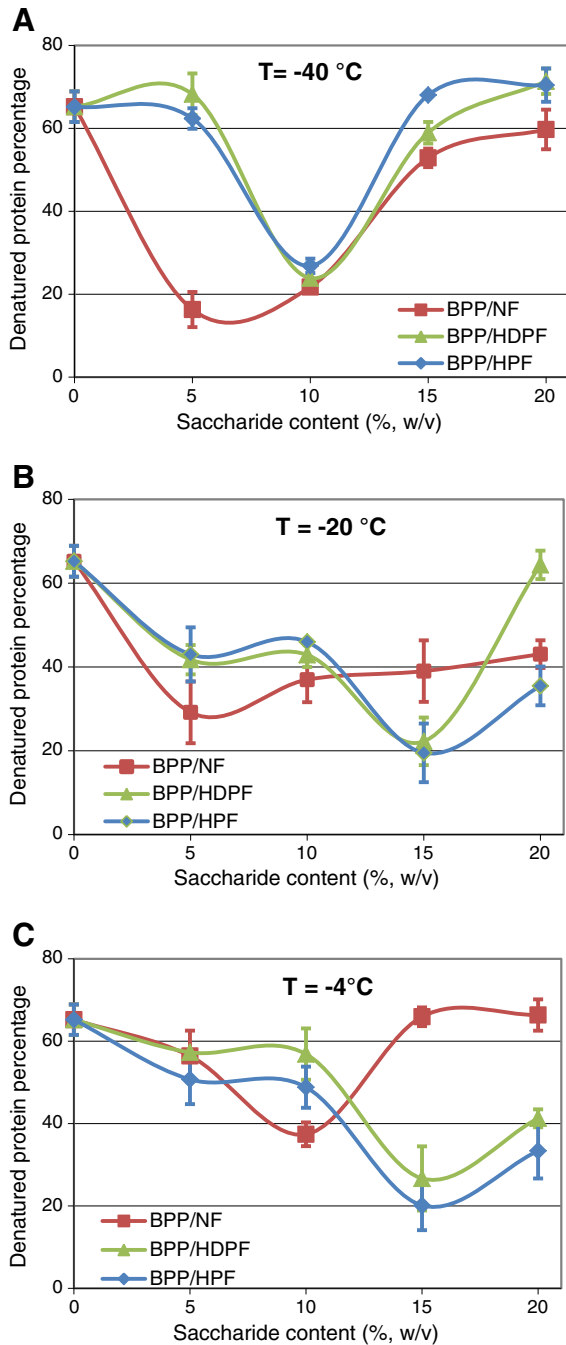 A
T= -40 °C
Denatured protein percentage
80
60
40
20
0
BPP/NF
BPP/HDPF
BPP/HPF
0 5 10 15 20
Saccharide content (%, w/v)
B
T = -20 °C
Denatured protein percentage
80
60
40
20
0
BPP/NF
BPP/HDPF
BPP/HPF
0 5 10 15 20
Saccharide content (%, w/v)
C
T = -4°C
Denatured protein percentage
80
60
40
20
0
BPP/NF
BPP/HDPF
BPP/HPF
0 5 10 15 20
Saccharide content (%, w/v)